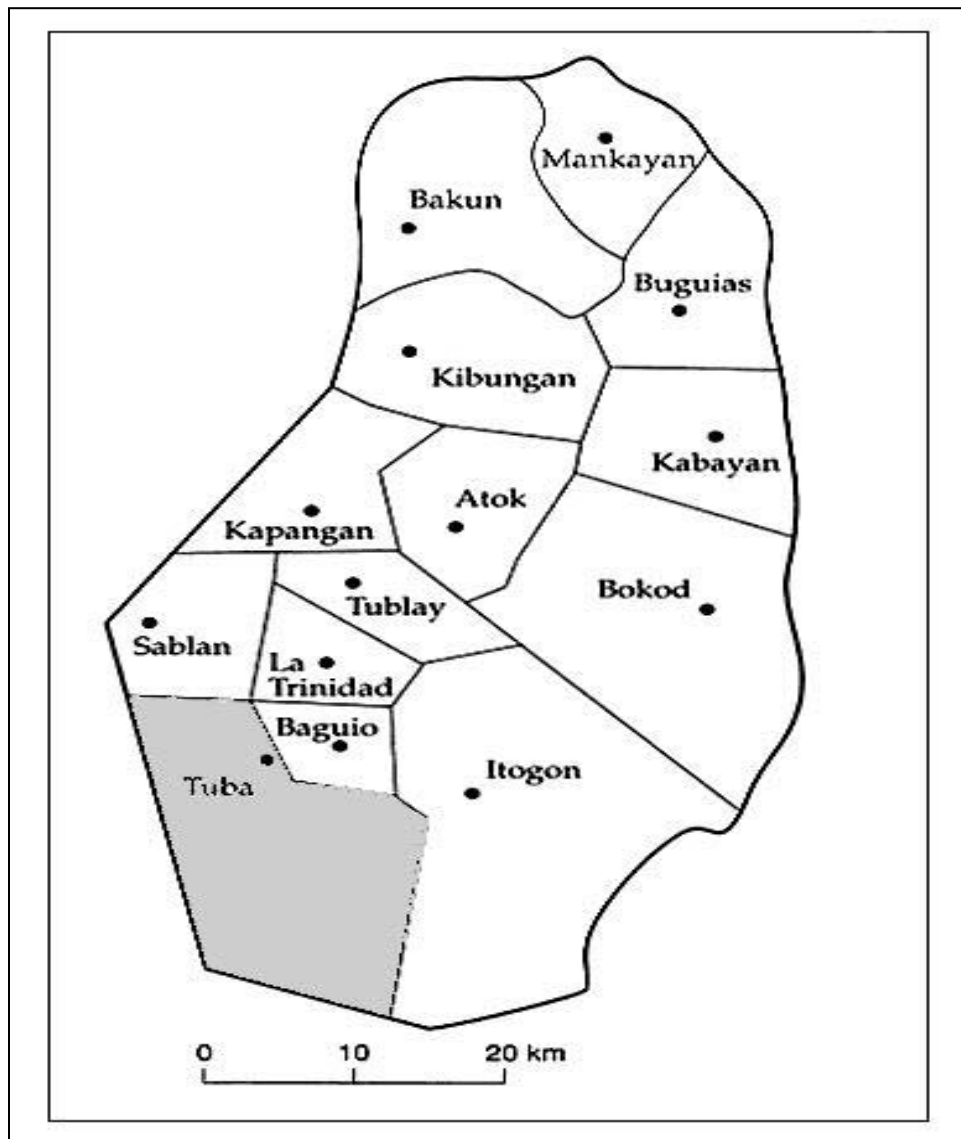 Mankayan
Bakun
Buguias
Kibungan
Kabayan
Atok
Kapangan
Bokod
Tublay
Sablan
La
Trinidad
Baguio
Itogon
Tuba
0 10 20 km